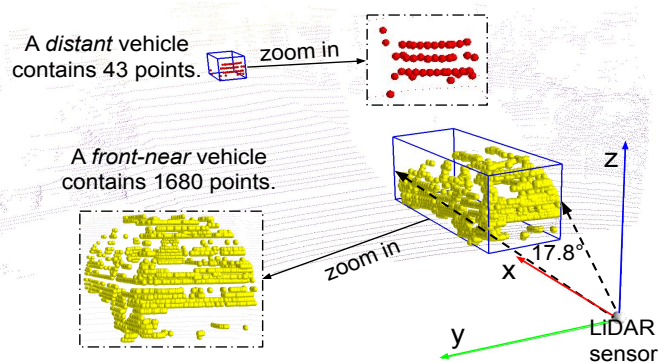 A distant vehicle
contains 43 points.
zoom in
A front-near vehicle
contains 1680 points.
zoom in
z
17.8°
x
y
LiDAR
sensor